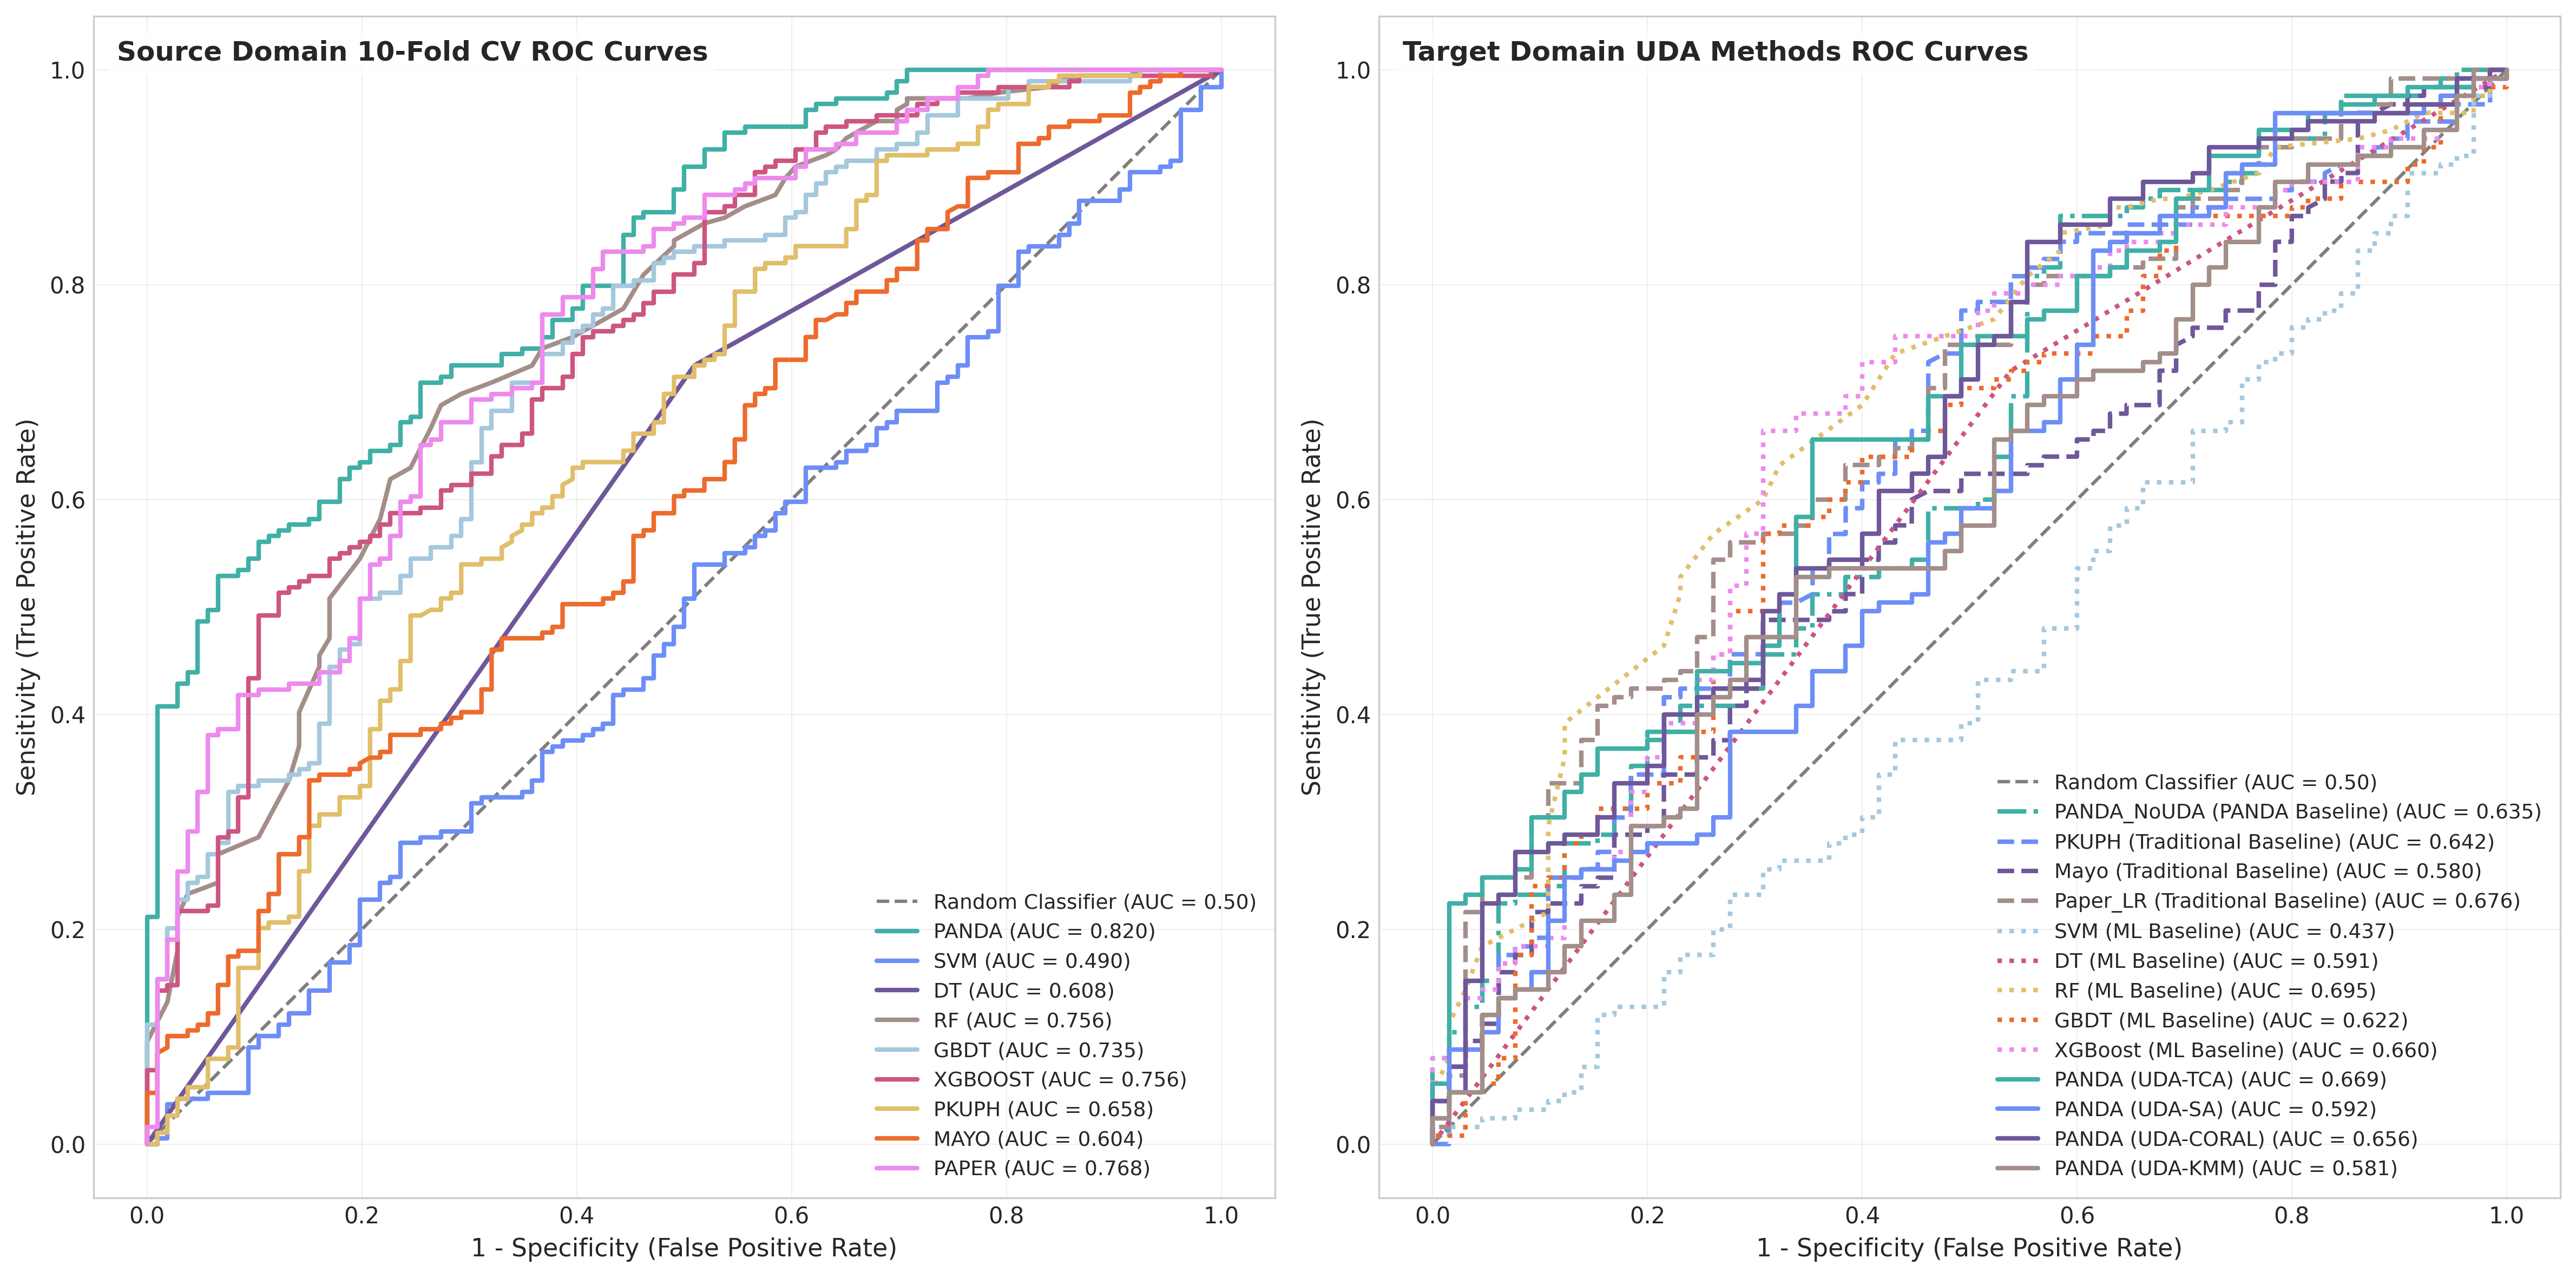 Source Domain 10-Fold CV ROC Curves
Sensitivity (True Positive Rate)
1.0
0.8
0.6
0.4
0.2
0.0
Random Classifier (AUC = 0.50)
PANDA (AUC = 0.820)
SVM (AUC = 0.490)
DT (AUC = 0.608)
RF (AUC = 0.756)
GBDT (AUC = 0.735)
XGBOOST (AUC = 0.756)
PKUPH (AUC = 0.658)
MAYO (AUC = 0.604)
PAPER (AUC = 0.768)
0.0 0.2 0.4 0.6 0.8 1.0
1 - Specificity (False Positive Rate)
Target Domain UDA Methods ROC Curves
Sensitivity (True Positive Rate)
1.0
0.8
0.6
0.4
0.2
0.0
Random Classifier (AUC = 0.50)
PANDA_NoUDA (PANDA Baseline) (AUC = 0.635)
PKUPH (Traditional Baseline) (AUC = 0.642)
Mayo (Traditional Baseline) (AUC = 0.580)
Paper_LR (Traditional Baseline) (AUC = 0.676)
SVM (ML Baseline) (AUC = 0.437)
DT (ML Baseline) (AUC = 0.591)
RF (ML Baseline) (AUC = 0.695)
GBDT (ML Baseline) (AUC = 0.622)
XGBoost (ML Baseline) (AUC = 0.660)
PANDA (UDA-TCA) (AUC = 0.669)
PANDA (UDA-SA) (AUC = 0.592)
PANDA (UDA-CORAL) (AUC = 0.656)
PANDA (UDA-KMM) (AUC = 0.581)
0.0 0.2 0.4 0.6 0.8 1.0
1 - Specificity (False Positive Rate)